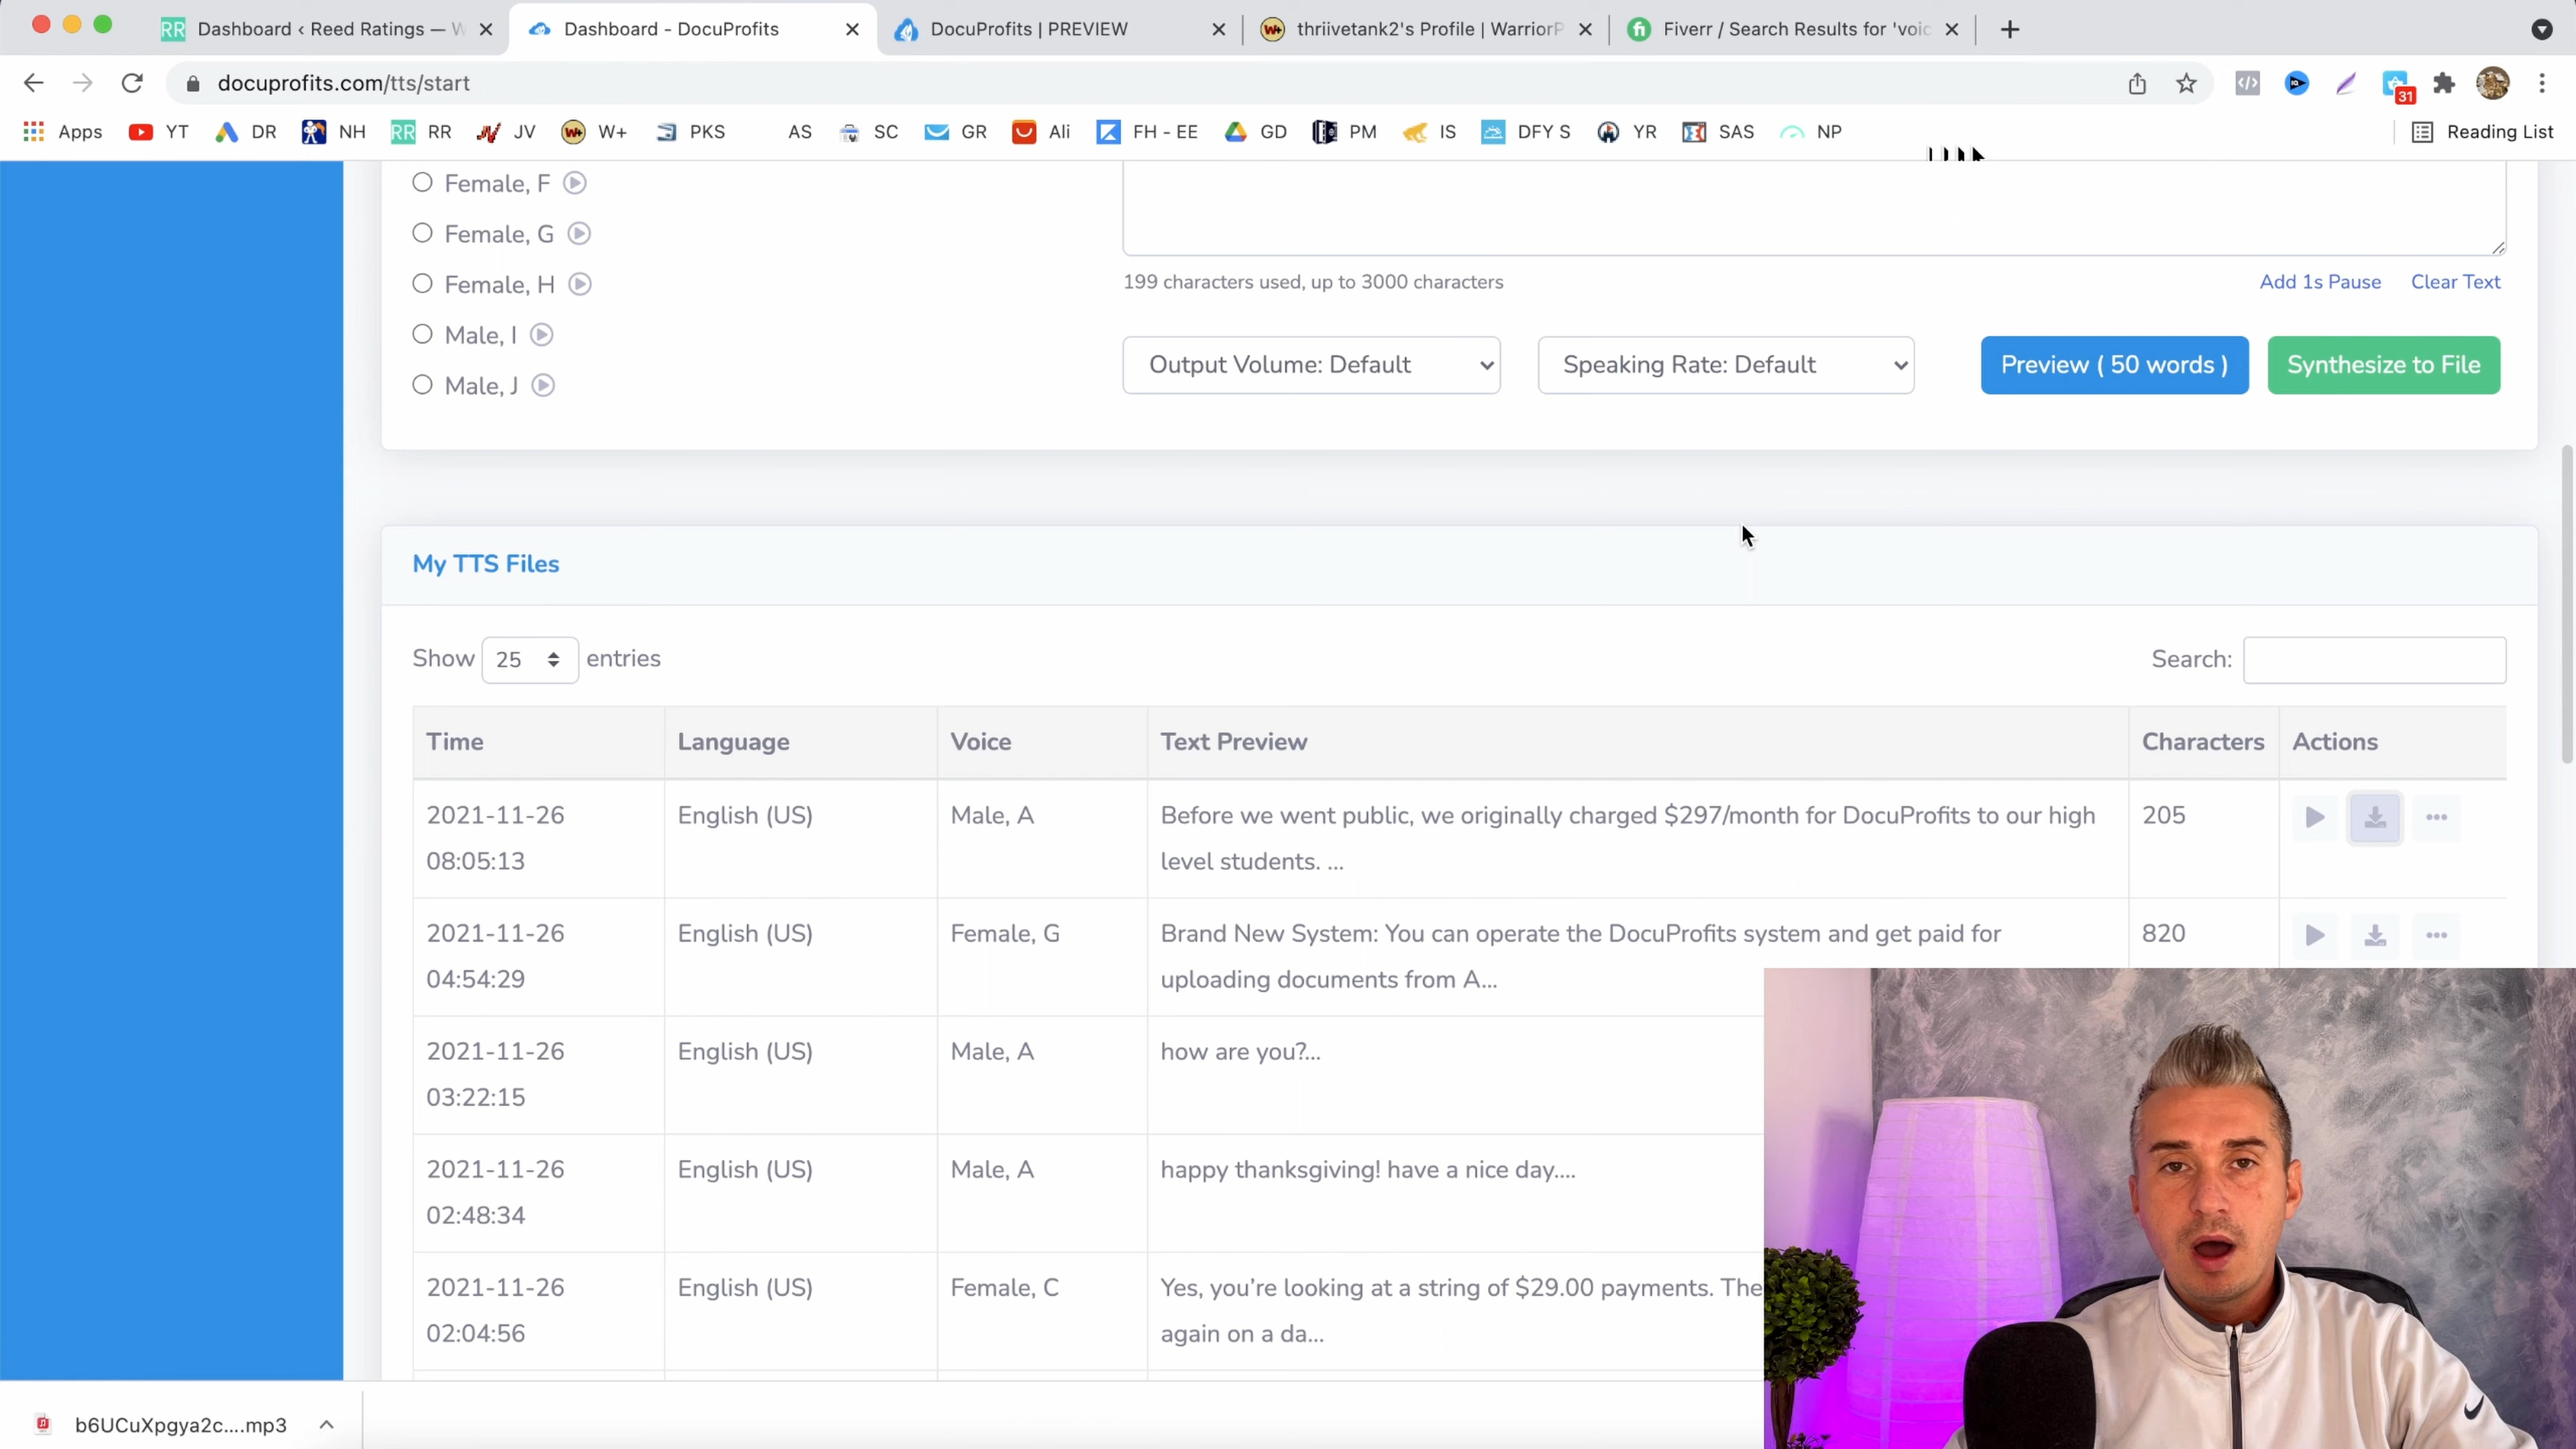 RR Dashboard ‹ Reed Ratings — W
Dashboard - DocuProfits
DocuProfits | PREVIEW
W+ thriivetank2's Profile | WarriorP
fi Fiverr / Search Results for 'voic
docuprofits.com/tts/start
31
Apps YT DR NH RR RR JV W+ W+ PKS AS SC GR Ali FH - EE GD PM IS DFY S YR SAS NP Reading List
Female, F
Female, G
Female, H
Male, I
Male, J
199 characters used, up to 3000 characters Add 1s Pause Clear Text
Output Volume: Default Speaking Rate: Default Preview ( 50 words ) Synthesize to File
My TTS Files
Show 25 entries Search:
Time Language Voice Text Preview Characters Actions
2021-11-26 English (US) Male, A Before we went public, we originally charged $297/month for DocuProfits to our high 205
08:05:13 level students. ...
2021-11-26 English (US) Female, G Brand New System: You can operate the DocuProfits system and get paid for 820
04:54:29 uploading documents from A...
2021-11-26 English (US) Male, A how are you?...
03:22:15
2021-11-26 English (US) Male, A happy thanksgiving! have a nice day....
02:48:34
2021-11-26 English (US) Female, C Yes, you’re looking at a string of $29.00 payments. The
02:04:56 again on a da...
b6UCuXpgya2c....mp3